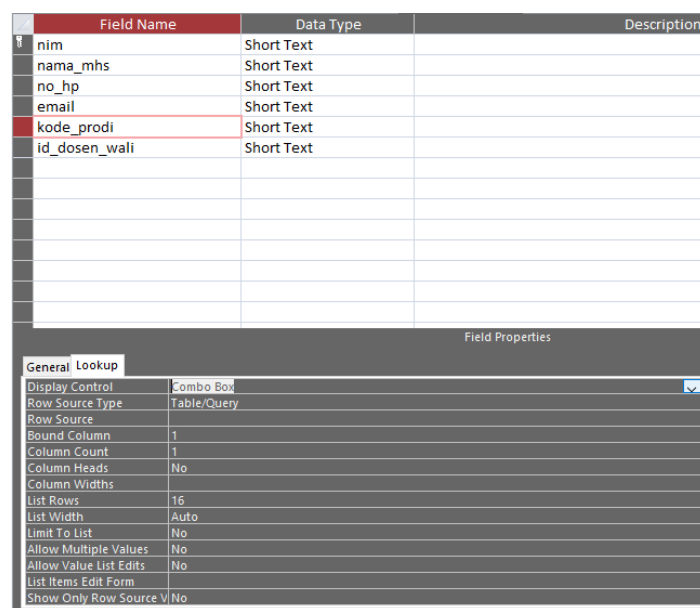 Field Name Data Type Description
nim Short Text
nama_mhs Short Text
no_hp Short Text
email Short Text
kode_prodi Short Text
id_dosen_wali Short Text
Field Properties
General Lookup
Display Control Combo Box
Row Source Type Table/Query
Row Source
Bound Column 1
Column Count 1
Column Heads No
Column Widths
List Rows 16
List Width Auto
Limit To List No
Allow Multiple Values No
Allow Value List Edits No
List Items Edit Form
Show Only Row Source V No